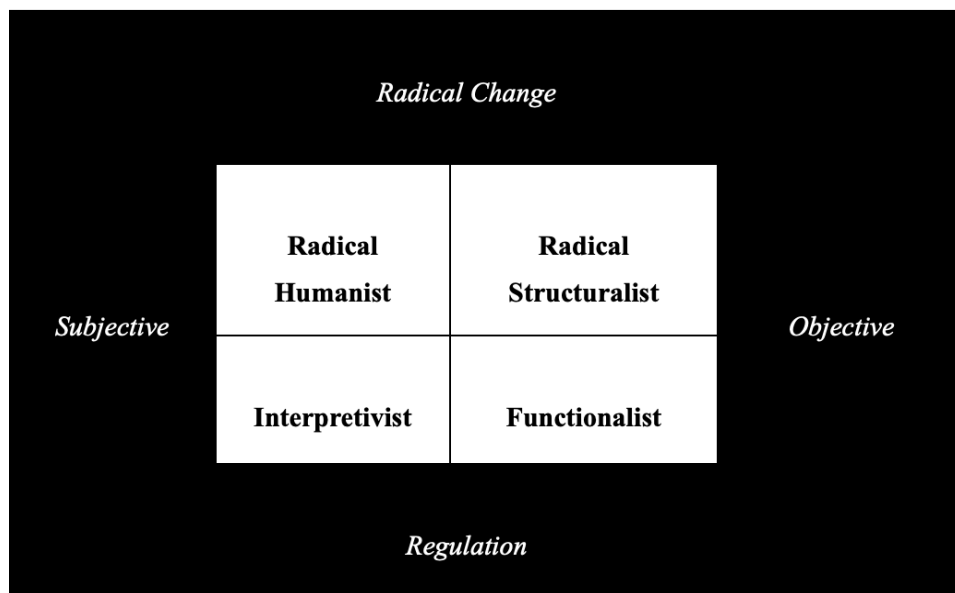 Radical Change
Radical
Humanist
Radical
Structuralist
Subjective
Objective
Interpretivist
Functionalist
Regulation